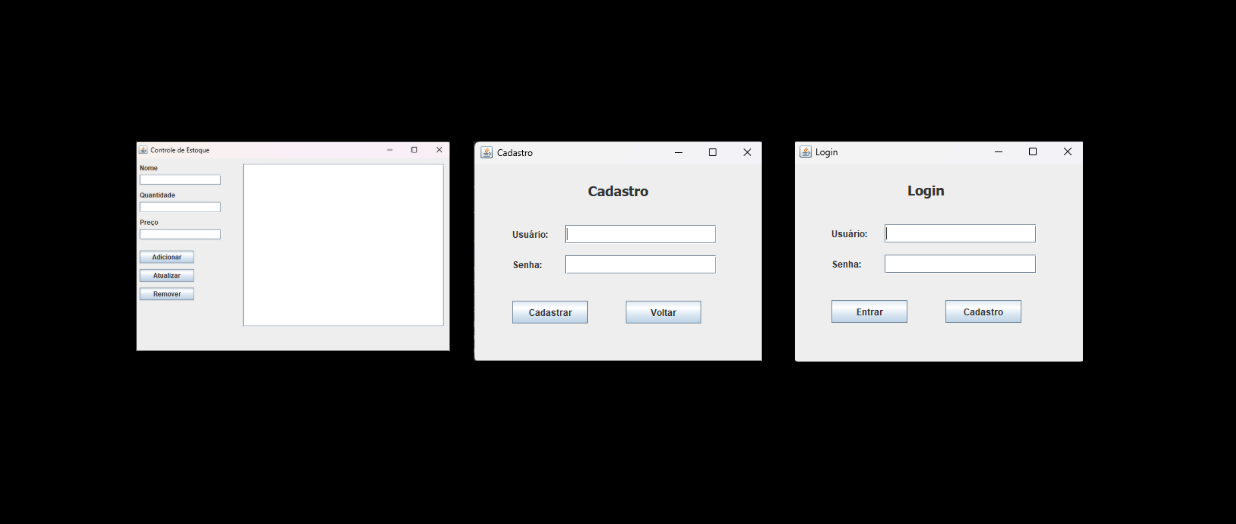 Controle de Estoque
Nome
Quantidade
Preço
Adicionar
Atualizar
Remover
Cadastro
Cadastro
Usuário:
Senha:
Cadastrar
Voltar
Login
Login
Usuário:
Senha:
Entrar
Cadastro